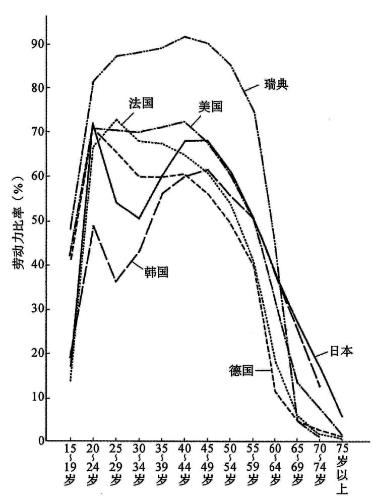 劳动力比率（%）
90
80
70
60
50
40
30
20
10
0
瑞典
法国
美国
韩国
德国
日本
15~19岁
20~24岁
25~29岁
30~34岁
35~39岁
40~44岁
45~49岁
50~54岁
55~59岁
60~64岁
65~69岁
70~74岁
75岁以上